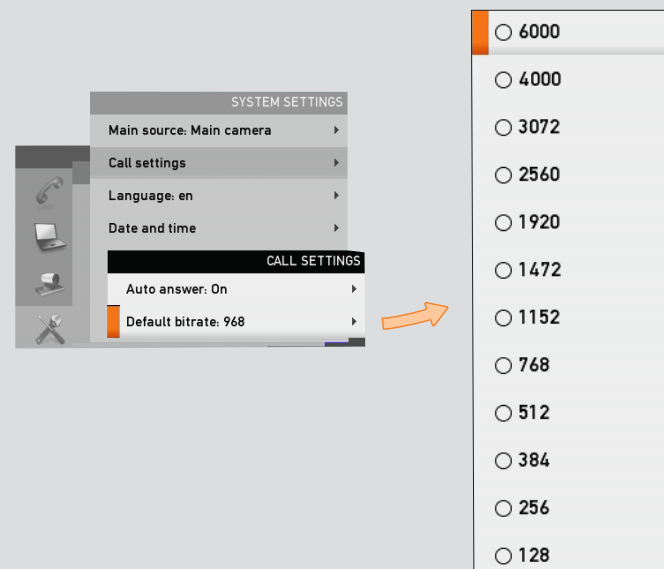 SYSTEM SETTINGS
Main source: Main camera
Call settings
Language: en
Date and time
CALL SETTINGS
Auto answer: On
Default bitrate: 968
6000
4000
3072
2560
1920
1472
1152
768
512
384
256
128